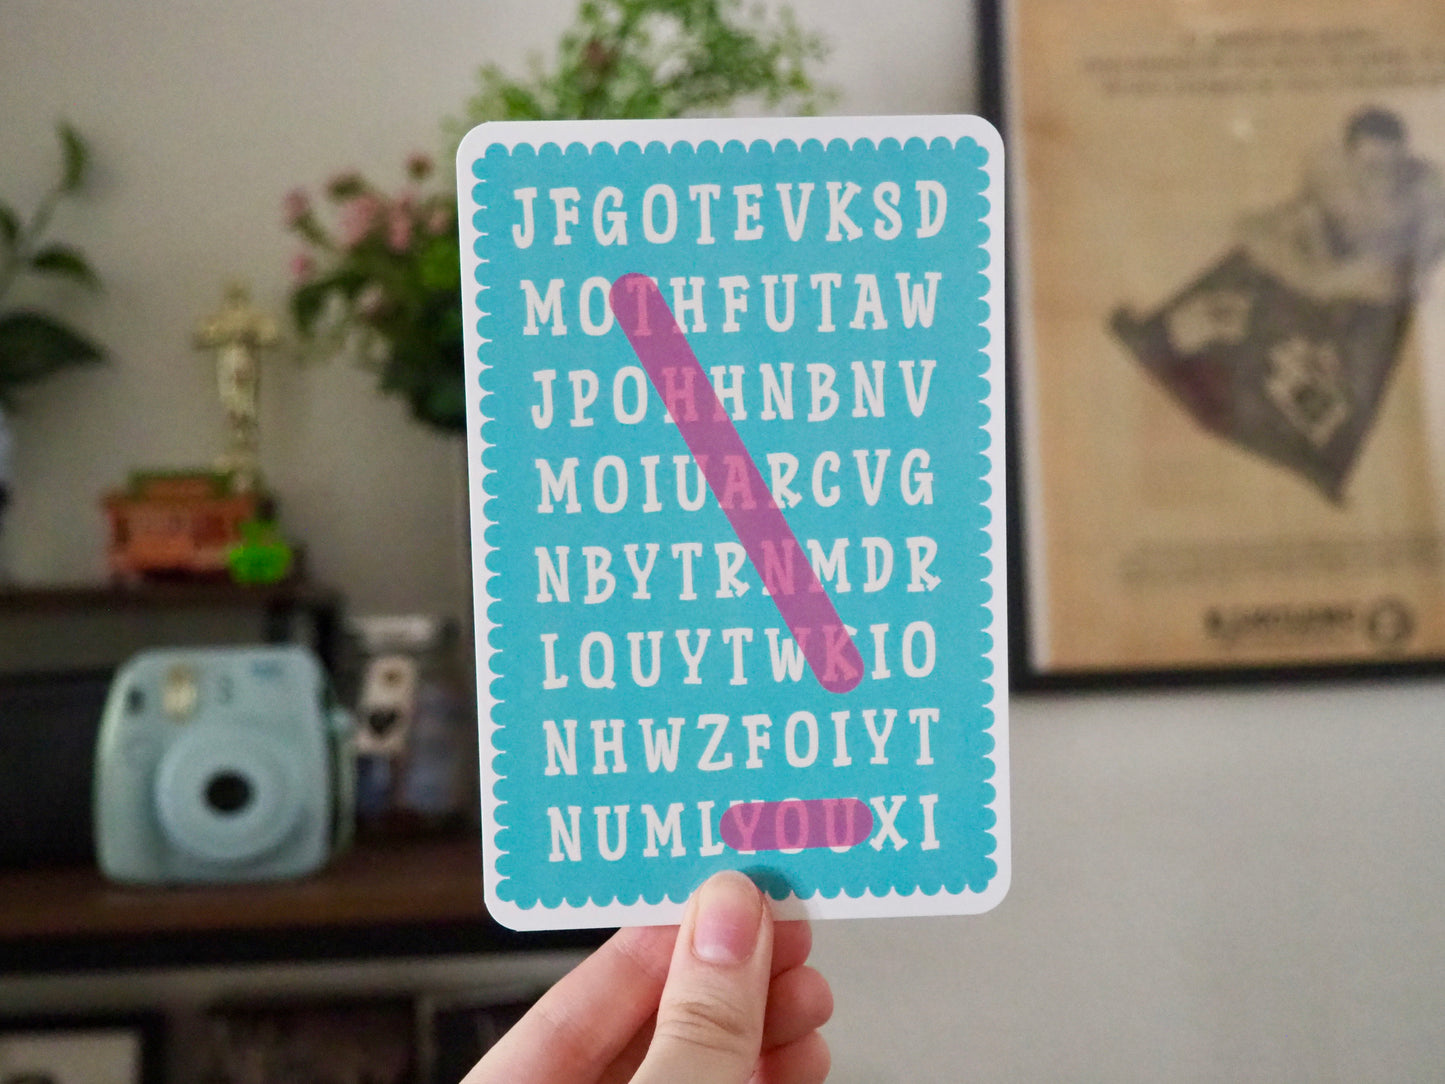 JFGOTEVKSD
MOTHFUTAW
JPOHHNBNV
MOIUARCVG
NBYTRNMDR
LQUYTWKIO
NHWZFOIYT
NUMLYOUXI